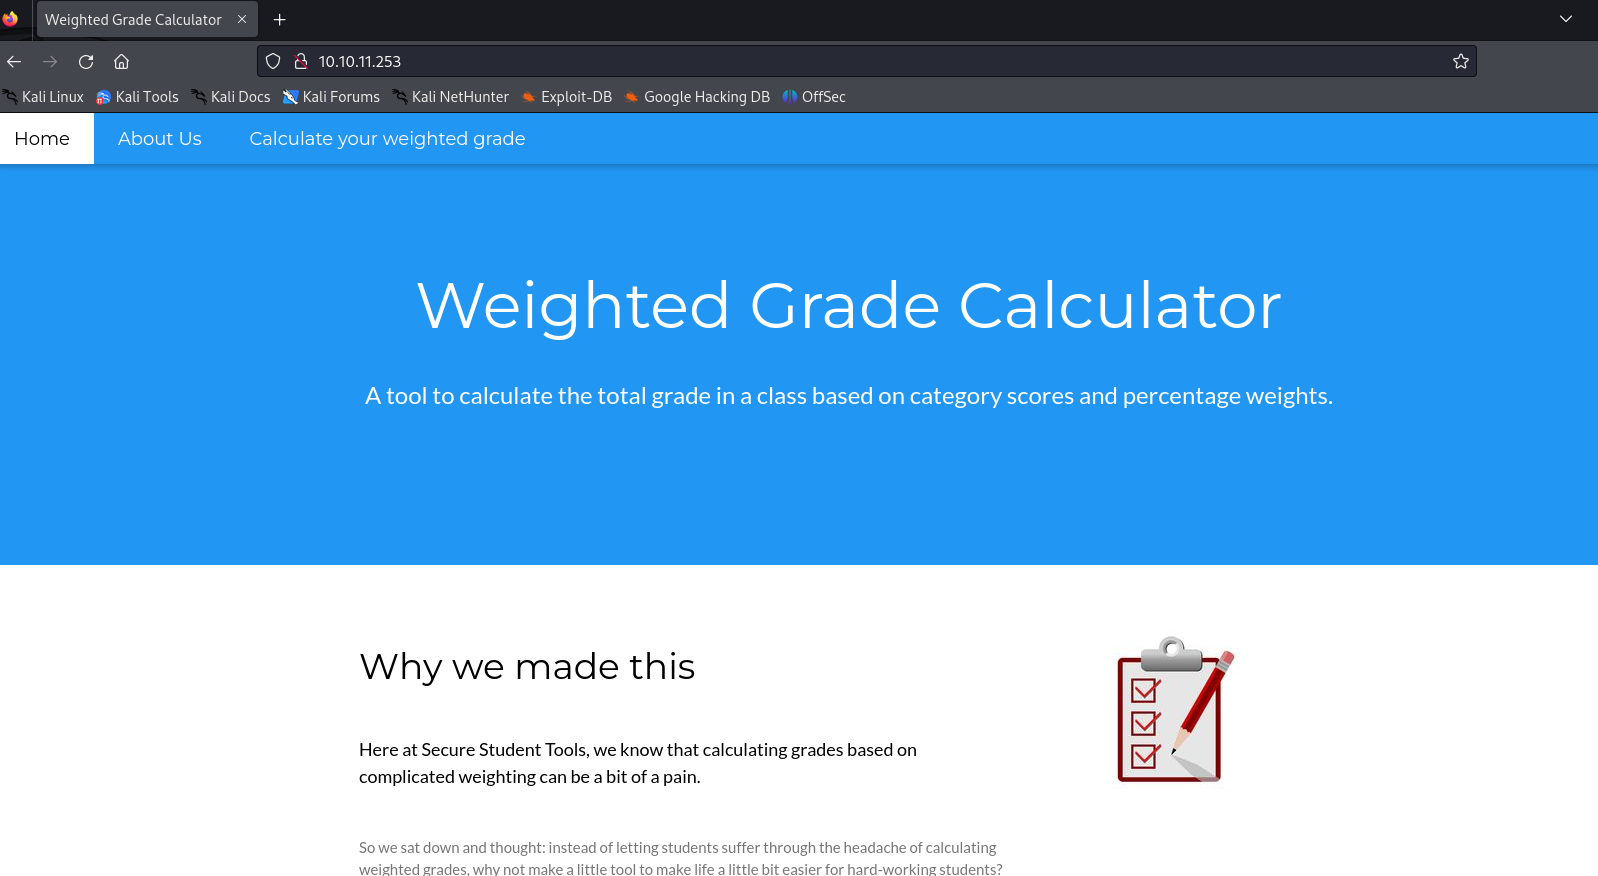 Weighted Grade Calculator
10.10.11.253
Kali Linux Kali Tools Kali Docs Kali Forums Kali NetHunter Exploit-DB Google Hacking DB OffSec
Home About Us Calculate your weighted grade
Weighted Grade Calculator
A tool to calculate the total grade in a class based on category scores and percentage weights.
Why we made this
Here at Secure Student Tools, we know that calculating grades based on
complicated weighting can be a bit of a pain.
So we sat down and thought: instead of letting students suffer through the headache of calculating
weighted grades, why not make a little tool to make life a little bit easier for hard-working students?